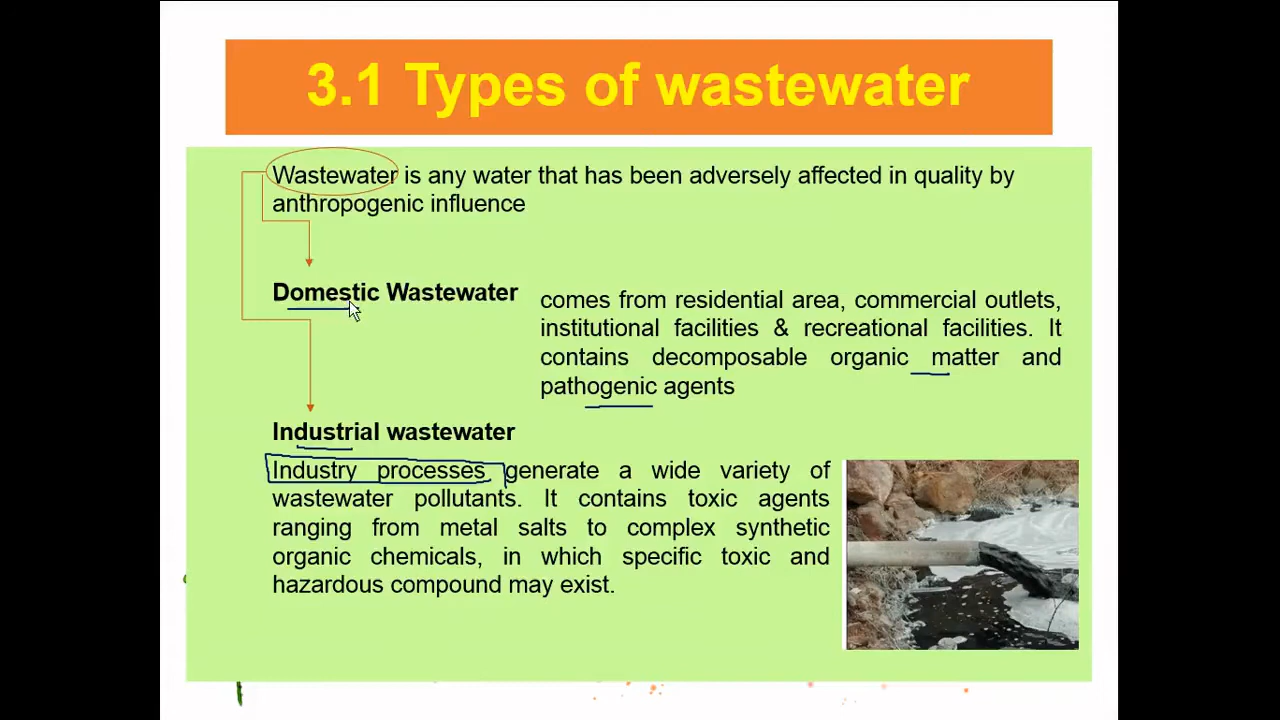 3.1 Types of wastewater
Wastewater is any water that has been adversely affected in quality by
anthropogenic influence
Domestic Wastewater
comes from residential area, commercial outlets,
institutional facilities & recreational facilities. It
contains decomposable organic matter and
pathogenic agents
Industrial wastewater
Industry processes generate a wide variety of
wastewater pollutants. It contains toxic agents
ranging from metal salts to complex synthetic
organic chemicals, in which specific toxic and
hazardous compound may exist.